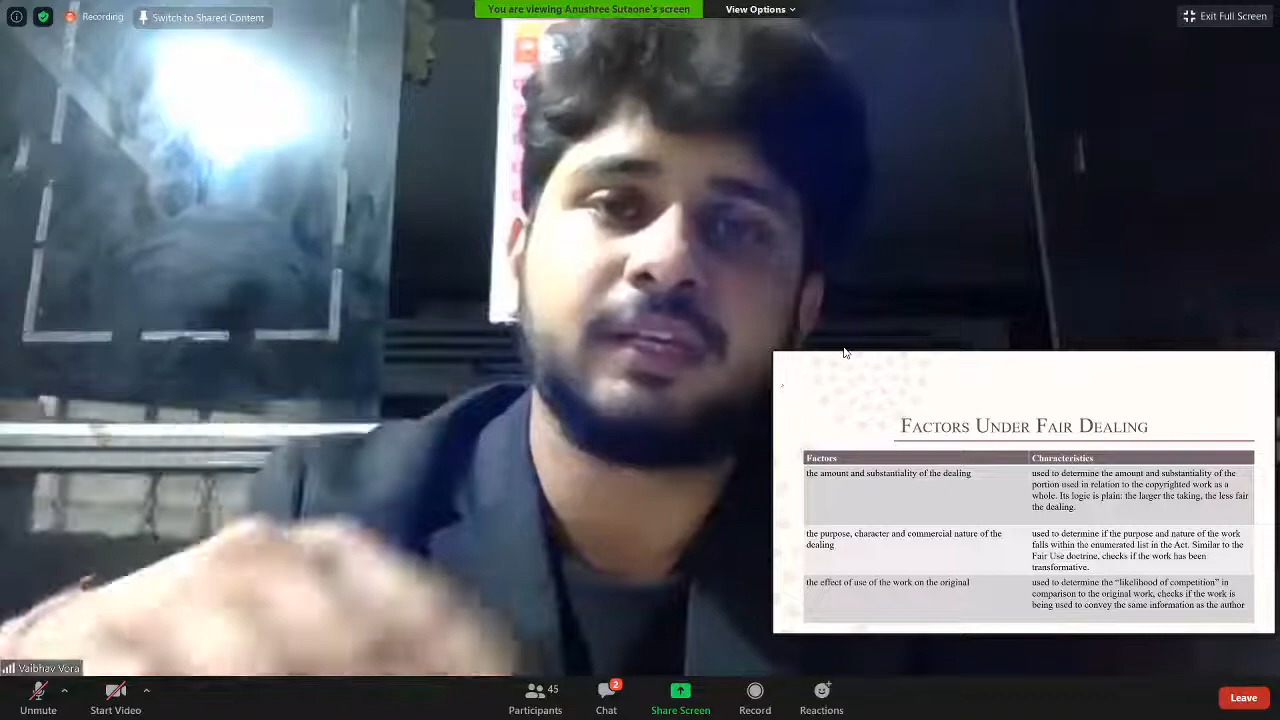 Recording
Switch to Shared Content
You are viewing Anushree Sutaone's screen
View Options
Exit Full Screen
FACTORS UNDER FAIR DEALING
Factors
Characteristics
the amount and substantiality of the dealing
used to determine the amount and substantiality of the
portion used in relation to the copyrighted work as a
whole. Its logic is plain: the larger the taking, the less fair
the dealing.
the purpose, character and commercial nature of the
dealing
used to determine if the purpose and nature of the work
falls within the enumerated list in the Act. Similar to the
Fair Use doctrine, checks if the work has been
transformative.
the effect of use of the work on the original
used to determine the “likelihood of competition” in
comparison to the original work, checks if the work is
being used to convey the same information as the author
Vaibhav Vora
Unmute
Start Video
45
Participants
2
Chat
Share Screen
Record
Reactions
Leave